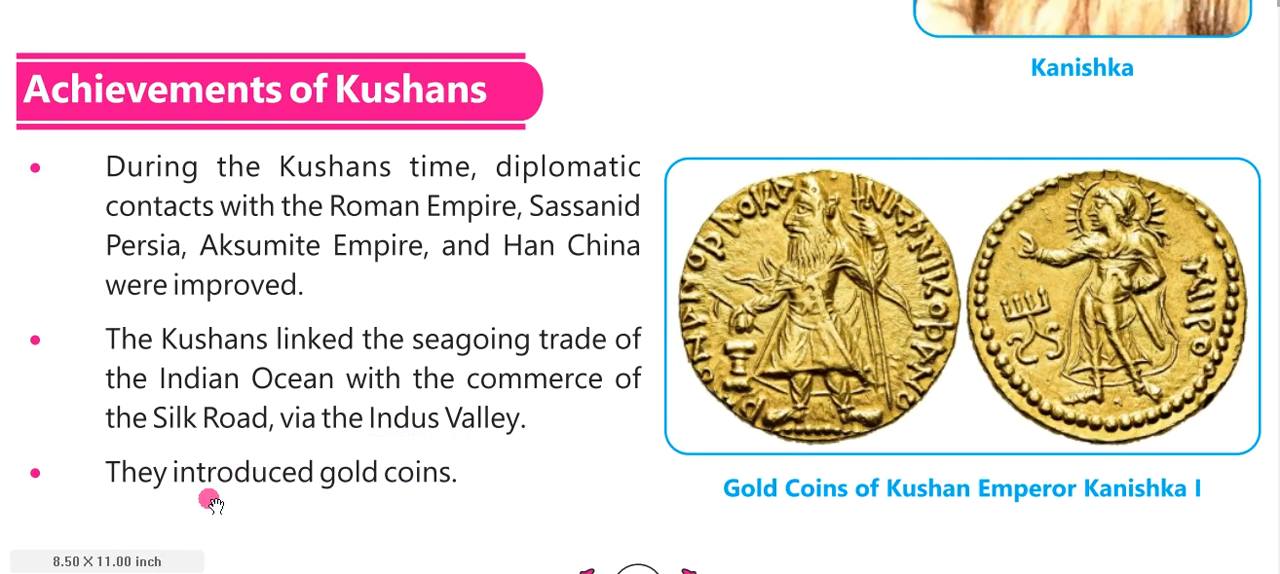 Kanishka
Achievements of Kushans
• During the Kushans time, diplomatic
contacts with the Roman Empire, Sassanid
Persia, Aksumite Empire, and Han China
were improved.
• The Kushans linked the seagoing trade of
the Indian Ocean with the commerce of
the Silk Road, via the Indus Valley.
• They introduced gold coins.
ΜΙΙΡΟ
Gold Coins of Kushan Emperor Kanishka I
8.50 X 11.00 inch